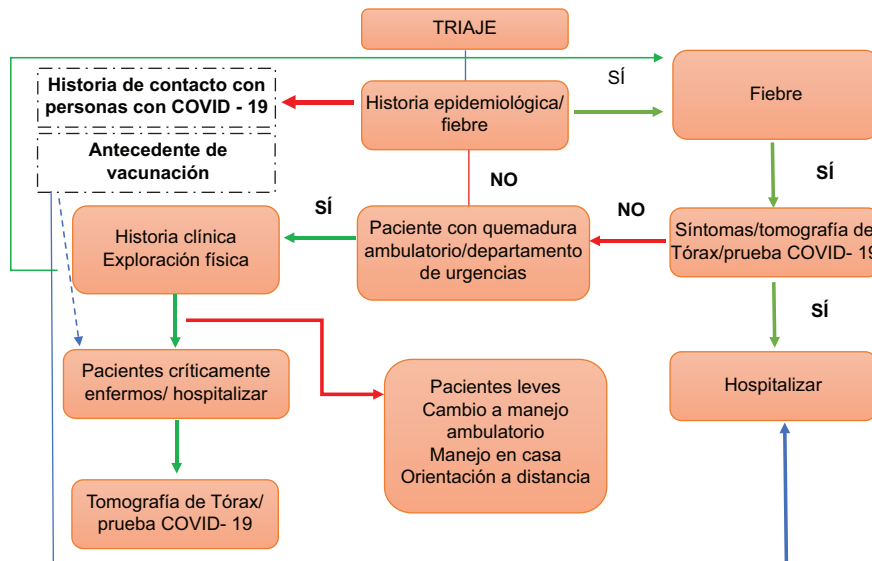 TRIAJE
Historia de contacto con
personas con COVID - 19
Historia epidemiológica/
fiebre
SÍ
Fiebre
Antecedente de
vacunación
NO
SÍ
SÍ
Historia clínica
Exploración física
Paciente con quemadura
ambulatorio/departamento
de urgencias
NO
Síntomas/tomografía de
Tórax/prueba COVID- 19
SÍ
Pacientes críticamente
enfermos/ hospitalizar
Pacientes leves
Cambio a manejo
ambulatorio
Manejo en casa
Orientación a distancia
Hospitalizar
Tomografía de Tórax/
prueba COVID- 19